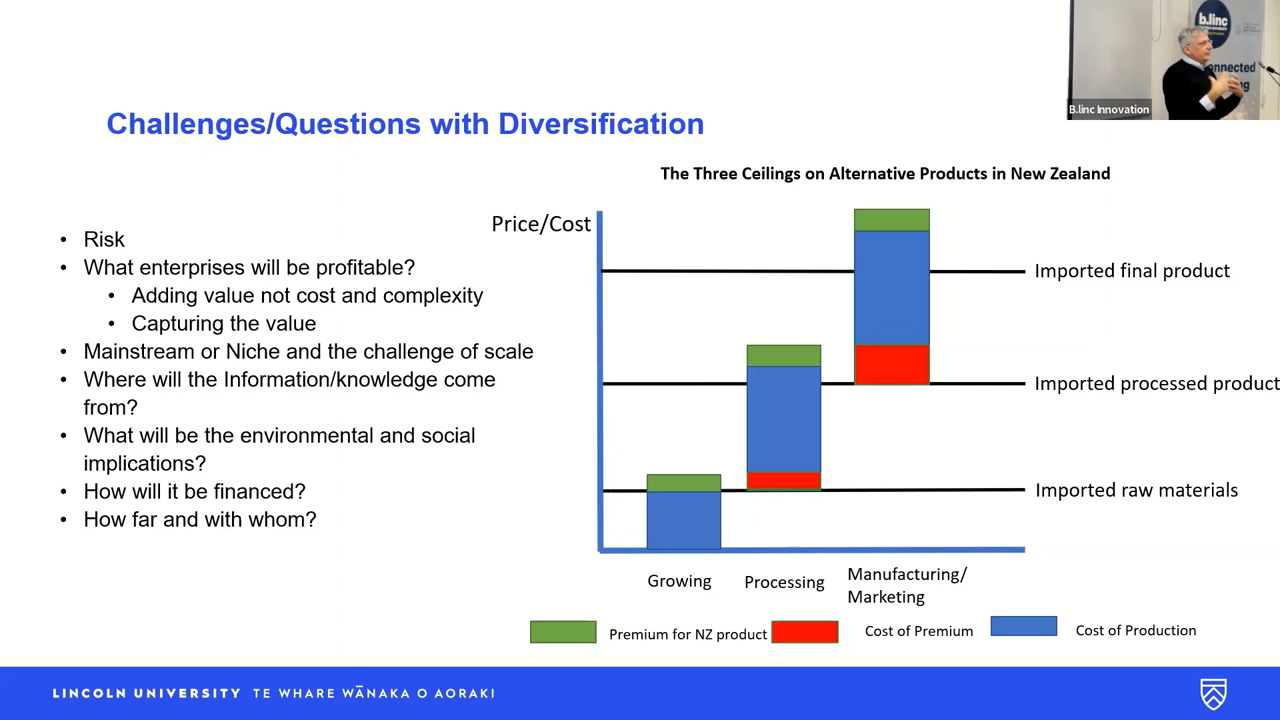 b.linc
onnected
B.linc Innovation
Challenges/Questions with Diversification
• Risk
• What enterprises will be profitable?
• Adding value not cost and complexity
• Capturing the value
• Mainstream or Niche and the challenge of scale
• Where will the Information/knowledge come
from?
• What will be the environmental and social
implications?
• How will it be financed?
• How far and with whom?
The Three Ceilings on Alternative Products in New Zealand
Price/Cost
Imported final product
Imported processed product
Imported raw materials
Growing
Processing
Manufacturing/
Marketing
Premium for NZ product
Cost of Premium
Cost of Production
LINCOLN UNIVERSITY TE WHARE WĀNAKA O AORAKI